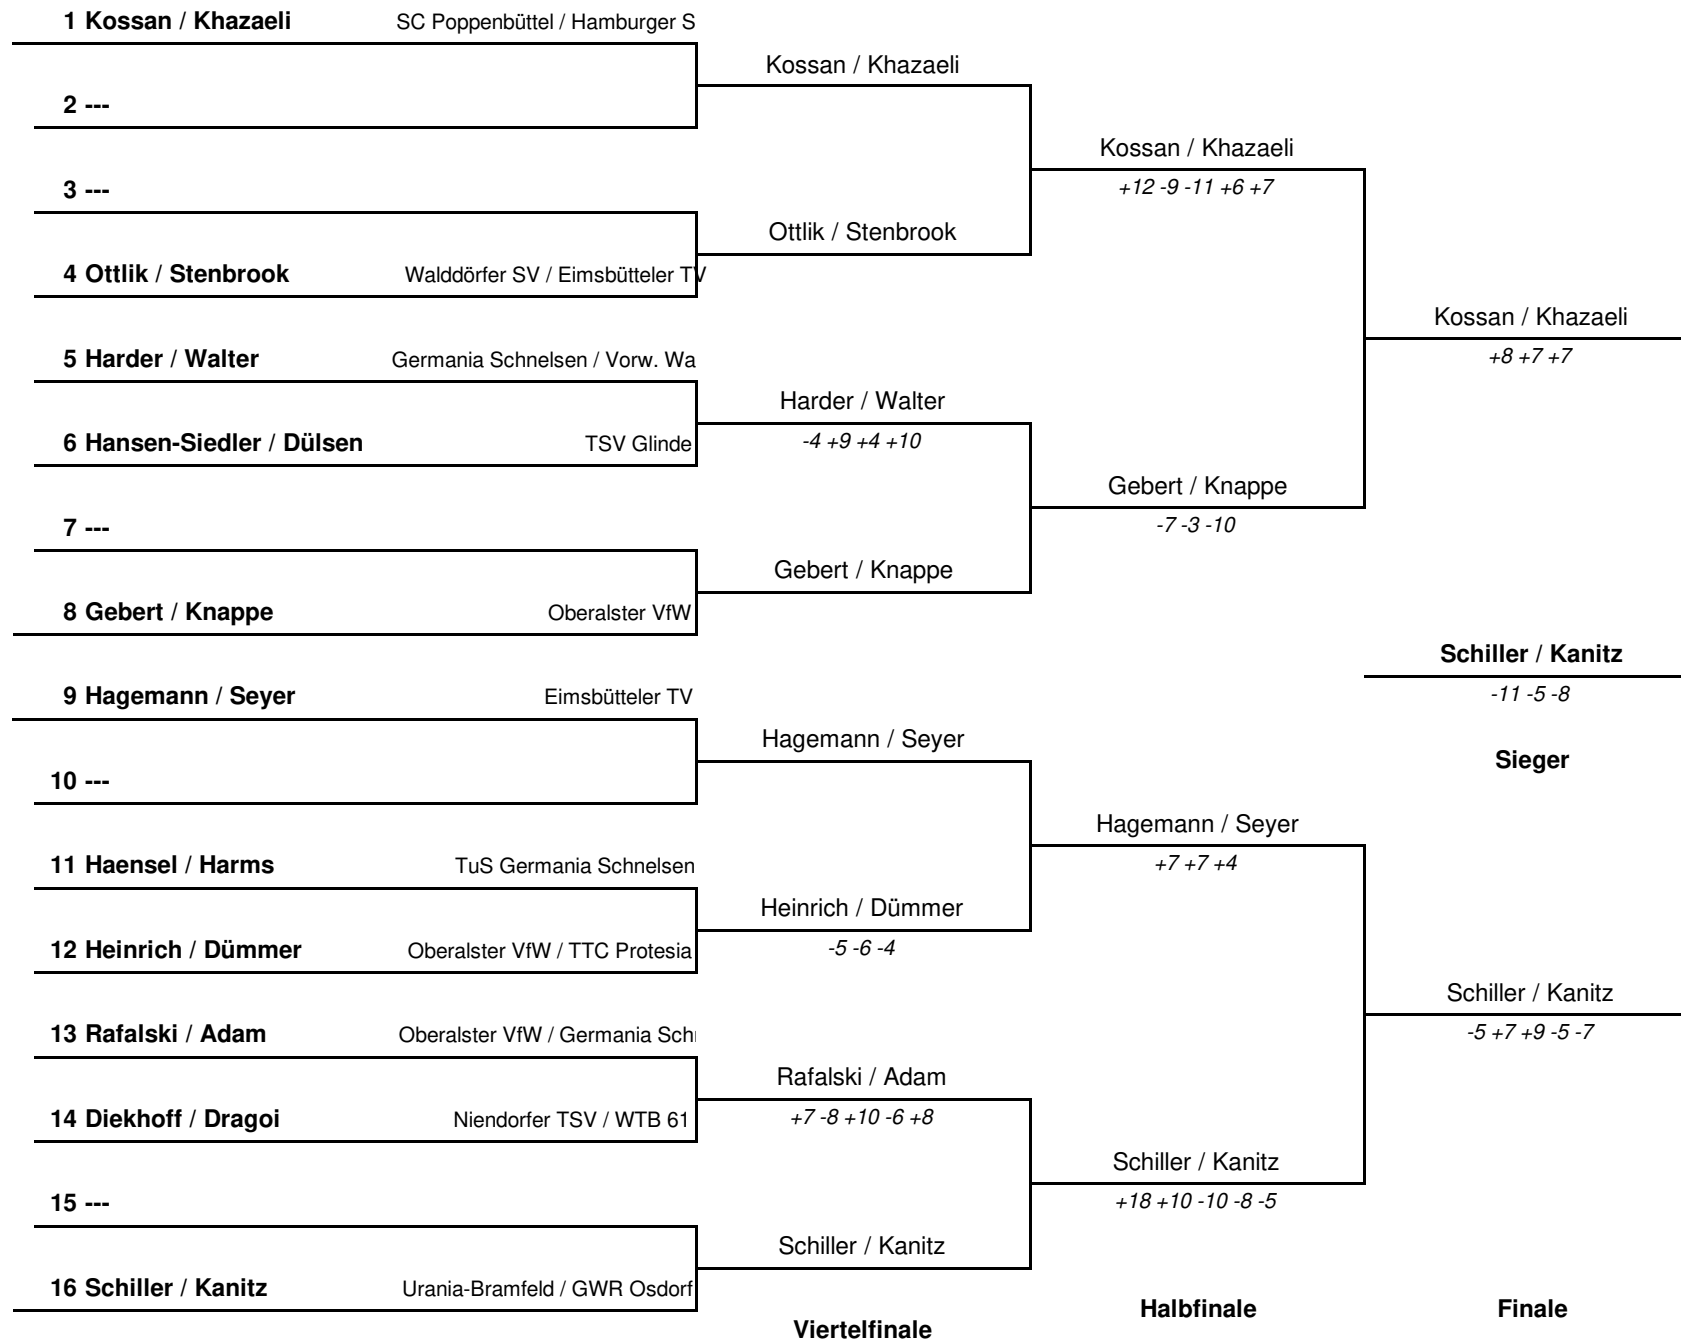 1 Kossan / Khazaeli SC Poppenbüttel / Hamburger S
Kossan / Khazaeli
2 ---
Kossan / Khazaeli
3 ---
+12 -9 -11 +6 +7
Ottlik / Stenbrook
4 Ottlik / Stenbrook Walddörfer SV / Eimsbütteler TV
Kossan / Khazaeli
5 Harder / Walter Germania Schnelsen / Vorw. Wa
+8 +7 +7
Harder / Walter
6 Hansen-Siedler / Dülsen TSV Glinde
-4 +9 +4 +10
Gebert / Knappe
7 ---
-7 -3 -10
Gebert / Knappe
8 Gebert / Knappe Oberalster VfW
Schiller / Kanitz
9 Hagemann / Seyer Eimsbütteler TV
-11 -5 -8
Hagemann / Seyer
Sieger
10 ---
Hagemann / Seyer
11 Haensel / Harms TuS Germania Schnelsen
+7 +7 +4
Heinrich / Dümmer
12 Heinrich / Dümmer Oberalster VfW / TTC Protesia
-5 -6 -4
Schiller / Kanitz
13 Rafalski / Adam Oberalster VfW / Germania Schn
-5 +7 +9 -5 -7
Rafalski / Adam
14 Diekhoff / Dragoi Niendorfer TSV / WTB 61
+7 -8 +10 -6 +8
Schiller / Kanitz
15 ---
+18 +10 -10 -8 -5
Schiller / Kanitz
16 Schiller / Kanitz Urania-Bramfeld / GWR Osdorf
Halbfinale Finale
Viertelfinale